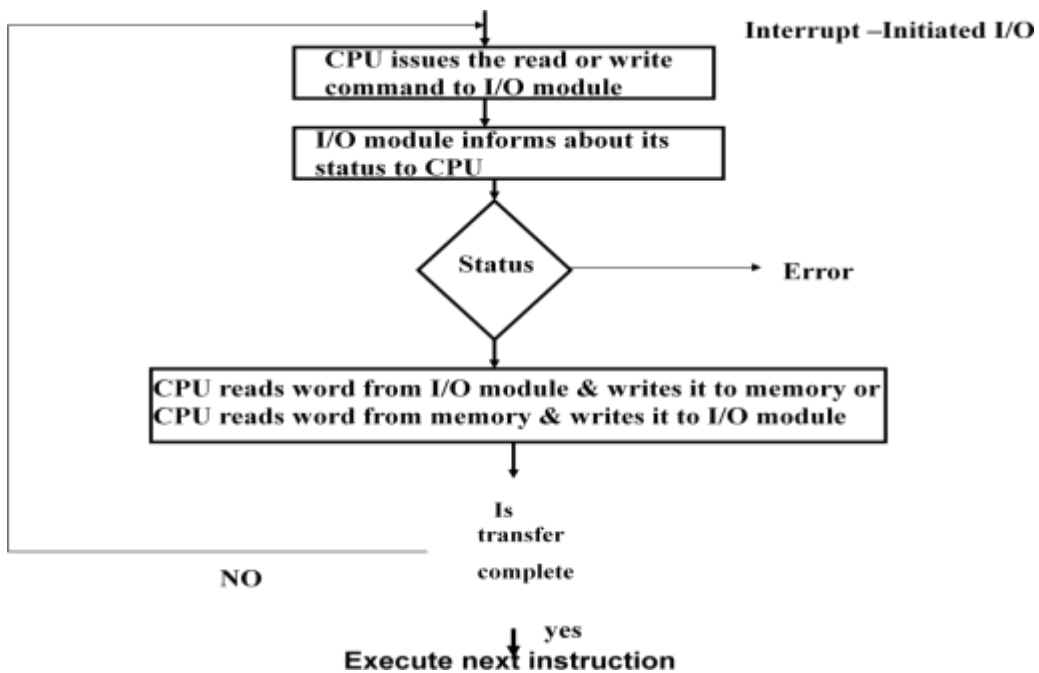 Interrupt –Initiated I/O
CPU issues the read or write
command to I/O module
I/O module informs about its
status to CPU
Status
Error
CPU reads word from I/O module & writes it to memory or
CPU reads word from memory & writes it to I/O module
Is
transfer
complete
NO
yes
Execute next instruction